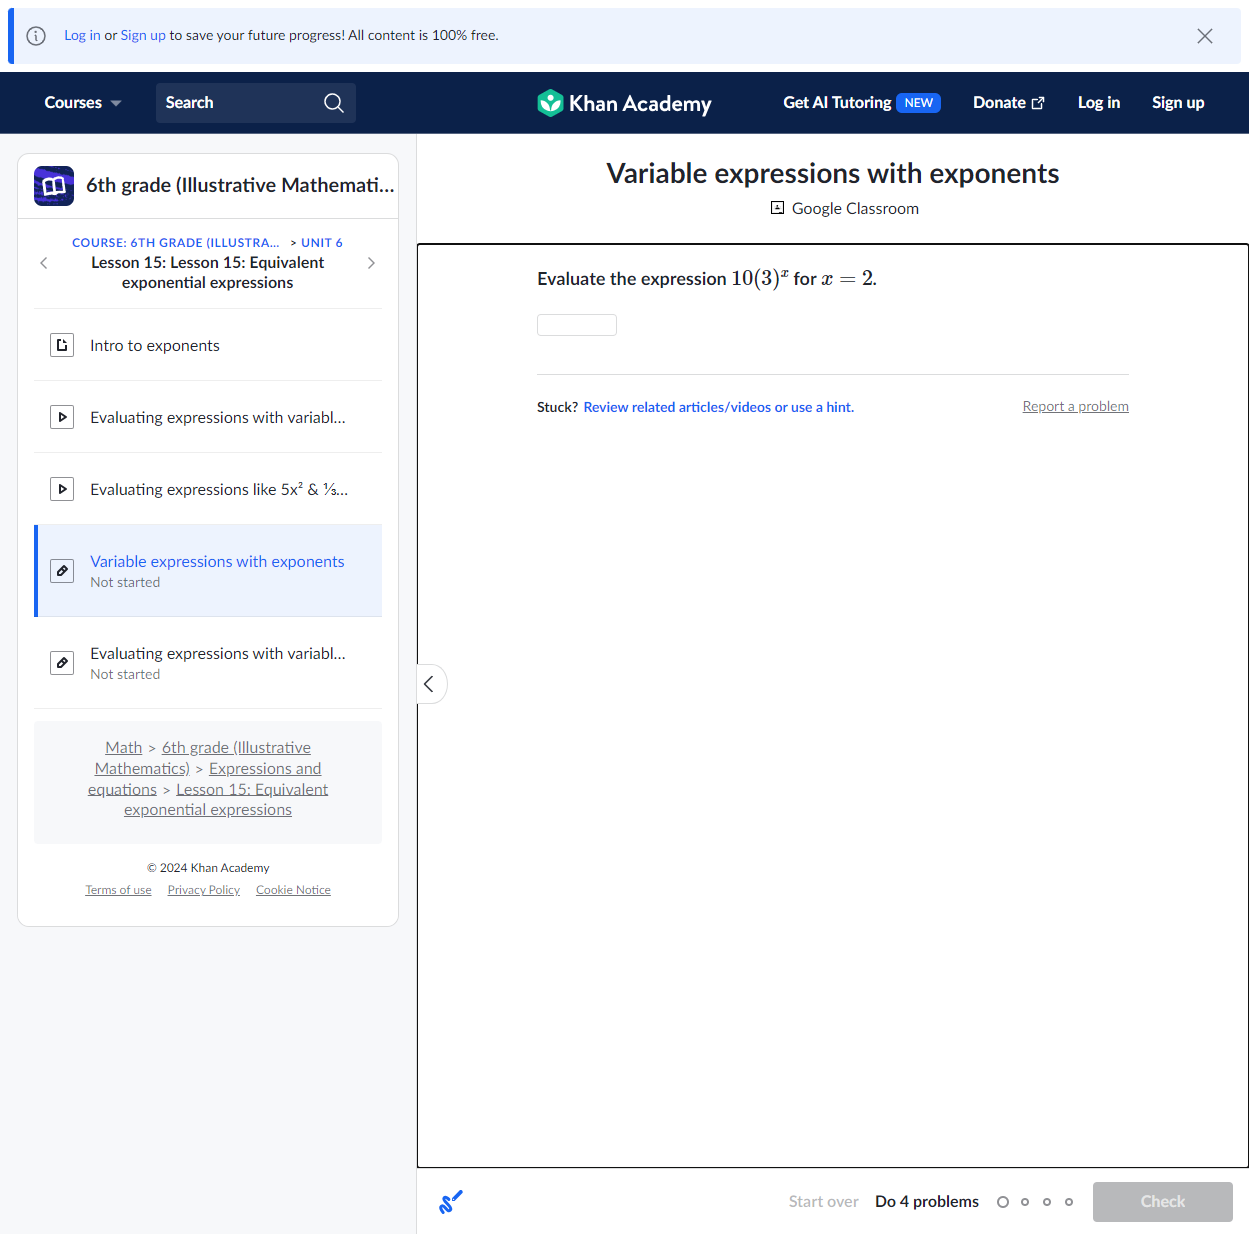 Log in or Sign up to save your future progress! All content is 100% free.
Courses
Search
Khan Academy
Get AI Tutoring NEW
Donate
Log in
Sign up
6th grade (Illustrative Mathemati...
COURSE: 6TH GRADE (ILLUSTRA... > UNIT 6
Lesson 15: Lesson 15: Equivalent
exponential expressions
Intro to exponents
Evaluating expressions with variabl...
Evaluating expressions like 5x² & ⅓...
Variable expressions with exponents
Not started
Evaluating expressions with variabl...
Not started
Math > 6th grade (Illustrative
Mathematics) > Expressions and
equations > Lesson 15: Equivalent
exponential expressions
© 2024 Khan Academy
Terms of use Privacy Policy Cookie Notice
Variable expressions with exponents
Google Classroom
Evaluate the expression 10(3)ˣ for x = 2.
Stuck? Review related articles/videos or use a hint.
Report a problem
Start over
Do 4 problems
Check